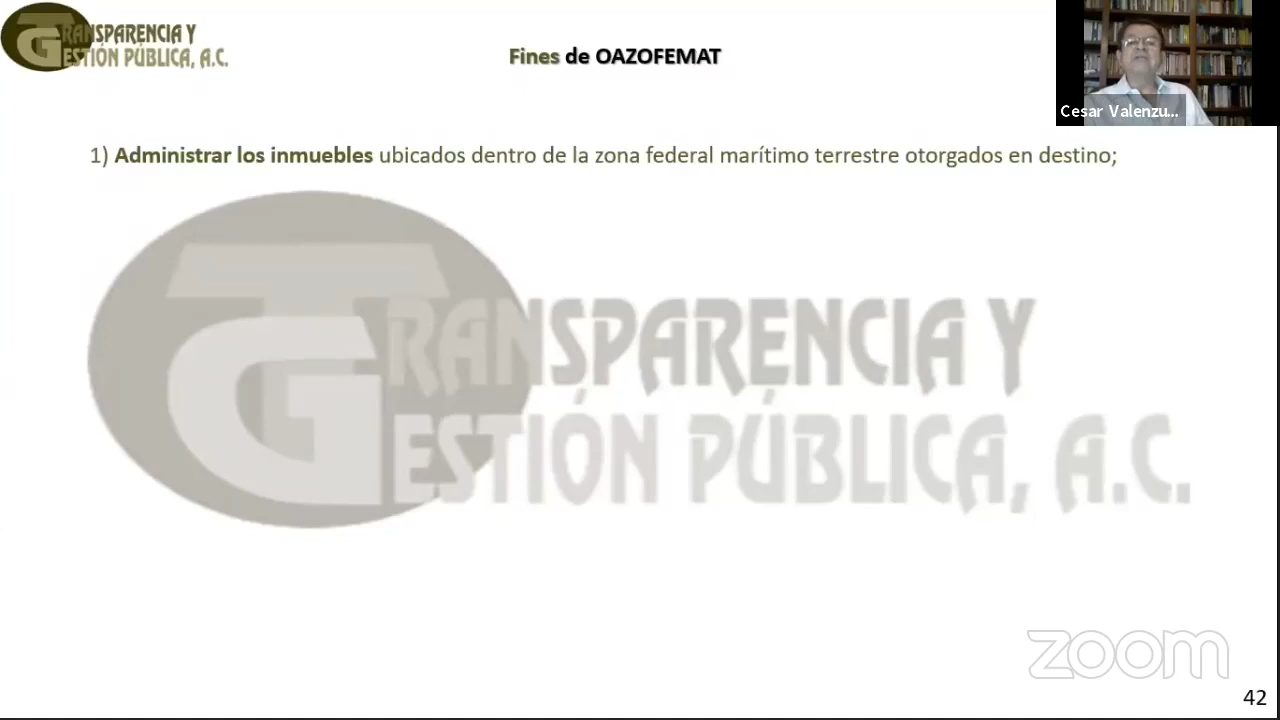 TRANSPARENCIA Y
GESTIÓN PÚBLICA, A.C.
Fines de OAZOFEMAT
Cesar Valenzu...
1) Administrar los inmuebles ubicados dentro de la zona federal marítimo terrestre otorgados en destino;
TRANSPARENCIA Y
GESTIÓN PÚBLICA, A.C.
zoom
42